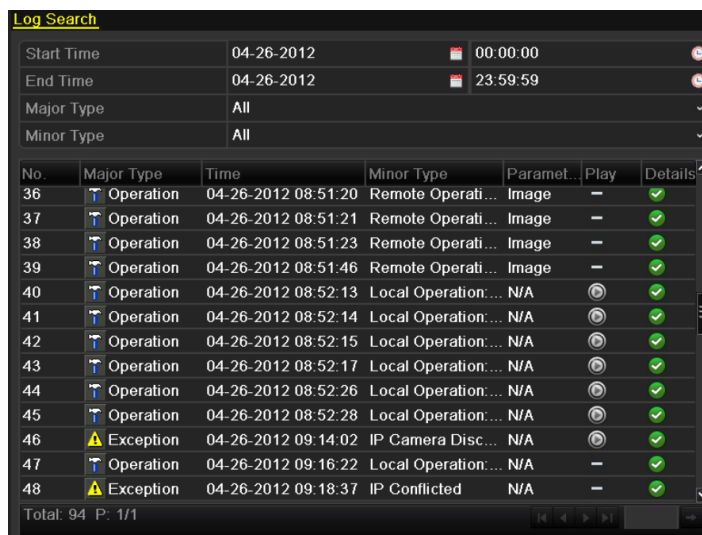 Log Search
Start Time 04-26-2012 00:00:00
End Time 04-26-2012 23:59:59
Major Type All
Minor Type All
No. Major Type Time Minor Type Paramet... Play Details
36 Operation 04-26-2012 08:51:20 Remote Operati... Image –
37 Operation 04-26-2012 08:51:21 Remote Operati... Image –
38 Operation 04-26-2012 08:51:23 Remote Operati... Image –
39 Operation 04-26-2012 08:51:46 Remote Operati... Image –
40 Operation 04-26-2012 08:52:13 Local Operation:... N/A
41 Operation 04-26-2012 08:52:14 Local Operation:... N/A
42 Operation 04-26-2012 08:52:15 Local Operation:... N/A
43 Operation 04-26-2012 08:52:17 Local Operation:... N/A
44 Operation 04-26-2012 08:52:26 Local Operation:... N/A
45 Operation 04-26-2012 08:52:28 Local Operation:... N/A
46 Exception 04-26-2012 09:14:02 IP Camera Disc... N/A
47 Operation 04-26-2012 09:16:22 Local Operation:... N/A –
48 Exception 04-26-2012 09:18:37 IP Conflicted N/A –
Total: 94 P: 1/1